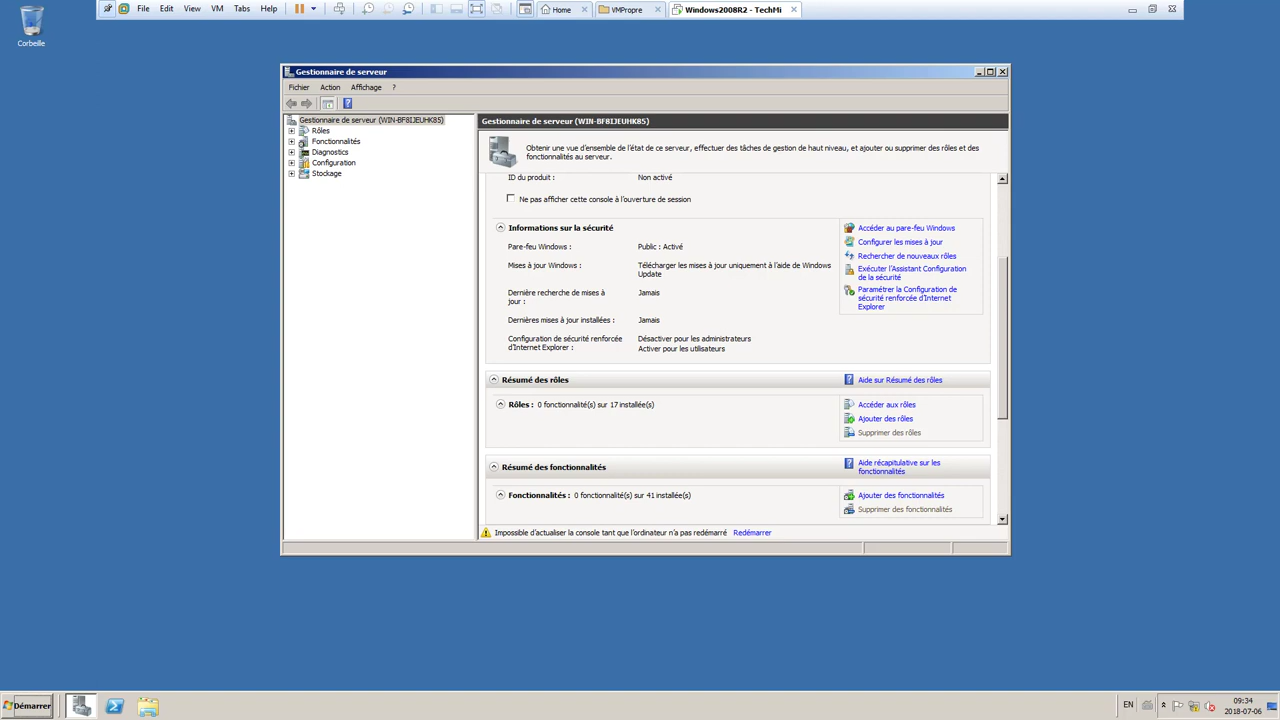 File Edit View VM Tabs Help Home VMPropre Windows2008R2 - TechMi
Corbeille
Gestionnaire de serveur
Fichier Action Affichage ?
Gestionnaire de serveur (WIN-BF8IJEUHK85)
Rôles
Fonctionnalités
Diagnostics
Configuration
Stockage
Gestionnaire de serveur (WIN-BF8IJEUHK85)
Obtenir une vue d'ensemble de l'état de ce serveur, effectuer des tâches de gestion de haut niveau, et ajouter ou supprimer des rôles et des
fonctionnalités au serveur.
ID du produit : Non activé
Ne pas afficher cette console à l'ouverture de session
Informations sur la sécurité
Pare-feu Windows : Public : Activé
Mises à jour Windows : Télécharger les mises à jour uniquement à l'aide de Windows
Update
Dernière recherche de mises à
jour : Jamais
Dernières mises à jour installées : Jamais
Configuration de sécurité renforcée
d'Internet Explorer :
Désactiver pour les administrateurs
Activer pour les utilisateurs
Accéder au pare-feu Windows
Configurer les mises à jour
Rechercher de nouveaux rôles
Exécuter l'Assistant Configuration
de la sécurité
Paramétrer la Configuration de
sécurité renforcée d'Internet
Explorer
Résumé des rôles
Aide sur Résumé des rôles
Rôles : 0 fonctionnalité(s) sur 17 installée(s)
Accéder aux rôles
Ajouter des rôles
Supprimer des rôles
Résumé des fonctionnalités
Aide récapitulative sur les
fonctionnalités
Fonctionnalités : 0 fonctionnalité(s) sur 41 installée(s)
Ajouter des fonctionnalités
Supprimer des fonctionnalités
Impossible d'actualiser la console tant que l'ordinateur n'a pas redémarré Redémarrer
Démarrer
EN
09:34
2018-07-06